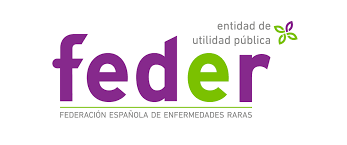 entidad de
utilidad pública
feder
FEDERACIÓN ESPAÑOLA DE ENFERMEDADES RARAS